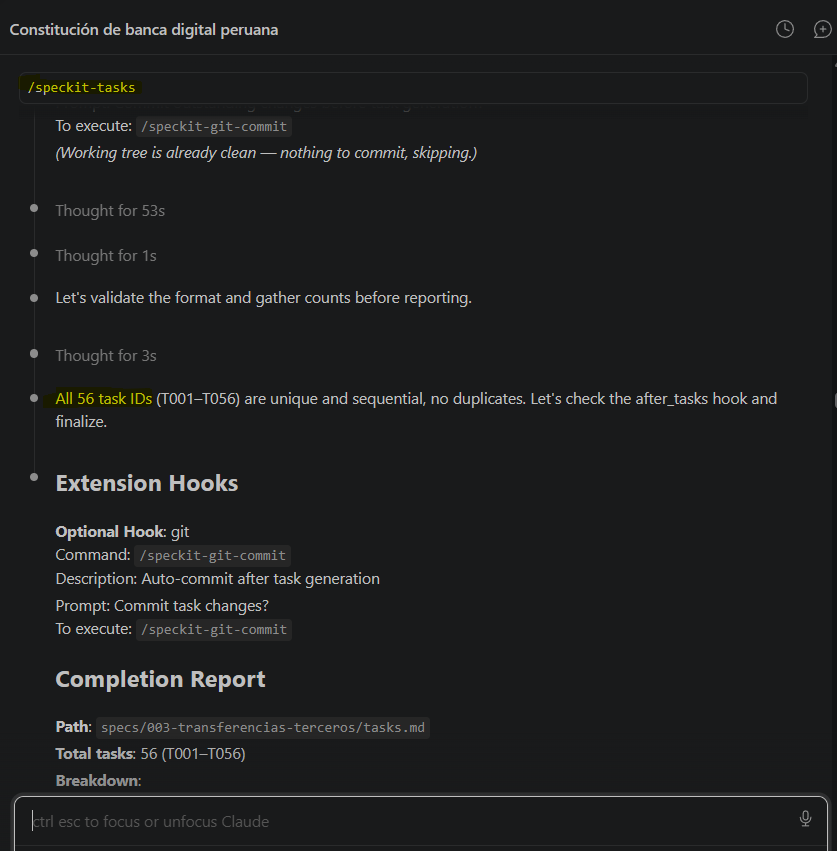 Constitución de banca digital peruana
/speckit-tasks
To execute: /speckit-git-commit
(Working tree is already clean — nothing to commit, skipping.)
Thought for 53s
Thought for 1s
Let's validate the format and gather counts before reporting.
Thought for 3s
All 56 task IDs (T001–T056) are unique and sequential, no duplicates. Let's check the after_tasks hook and
finalize.
Extension Hooks
Optional Hook: git
Command: /speckit-git-commit
Description: Auto-commit after task generation
Prompt: Commit task changes?
To execute: /speckit-git-commit
Completion Report
Path: specs/003-transferencias-terceros/tasks.md
Total tasks: 56 (T001–T056)
Breakdown:
ctrl esc to focus or unfocus Claude